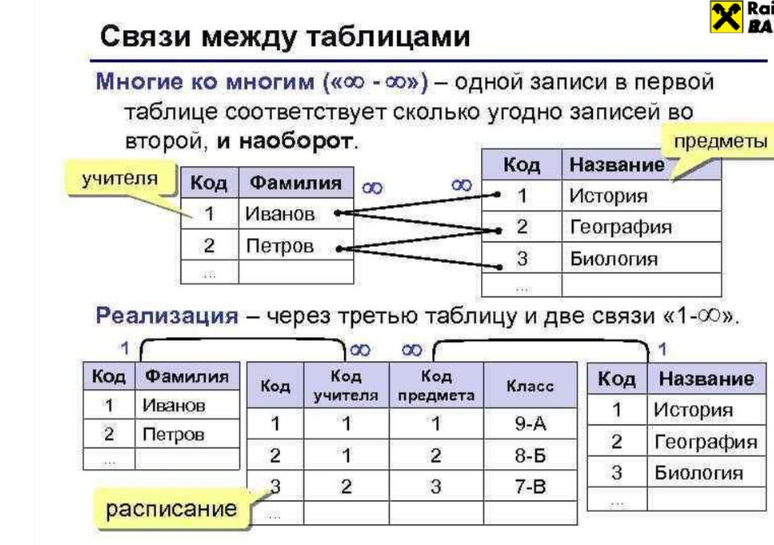 Rai
BA
Связи между таблицами
Многие ко многим («∞ - ∞») – одной записи в первой
таблице соответствует сколько угодно записей во
второй, и наоборот.
предметы
учителя
Код Фамилия ∞
1 Иванов
2 Петров
...
∞ Код Название
1 История
2 География
3 Биология
...
Реализация – через третью таблицу и две связи «1-∞».
1 ∞ ∞ 1
Код Фамилия
1 Иванов
2 Петров
...
Код Код учителя Код предмета Класс
1 1 1 9-А
2 1 2 8-Б
3 2 3 7-В
...
Код Название
1 История
2 География
3 Биология
...
расписание